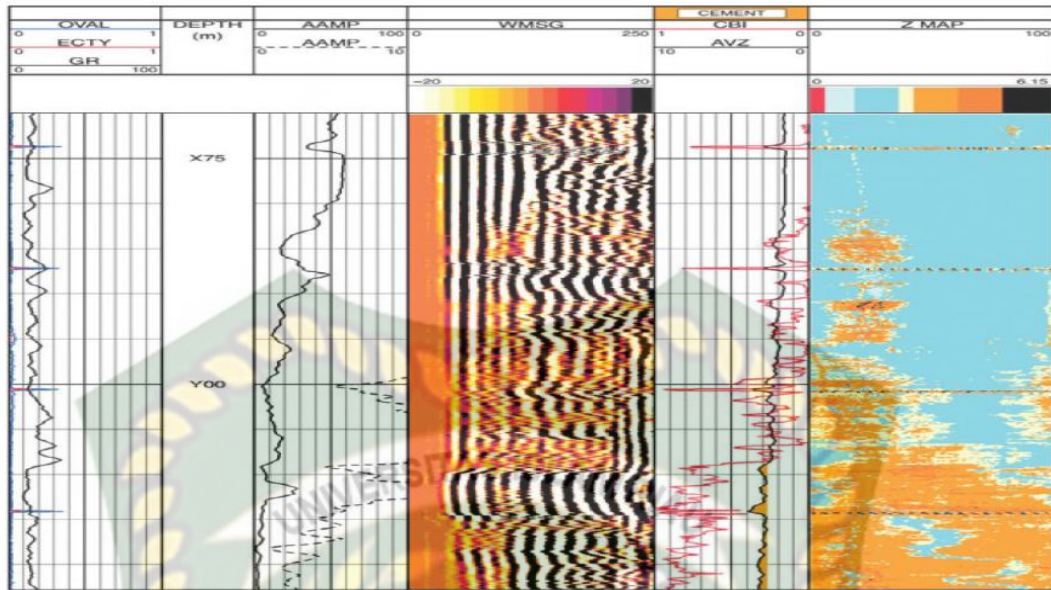 CEMENT
OVAL DEPTH AAMP WMSG CBI Z MAP
0 1 (m) 0 100 0 250 1 0 0 100
ECTY AAMP AVZ
0 1 0 10 10 0
GR
0 100 -20 20 0 6.15
X75
Y00
UNIVERSIT